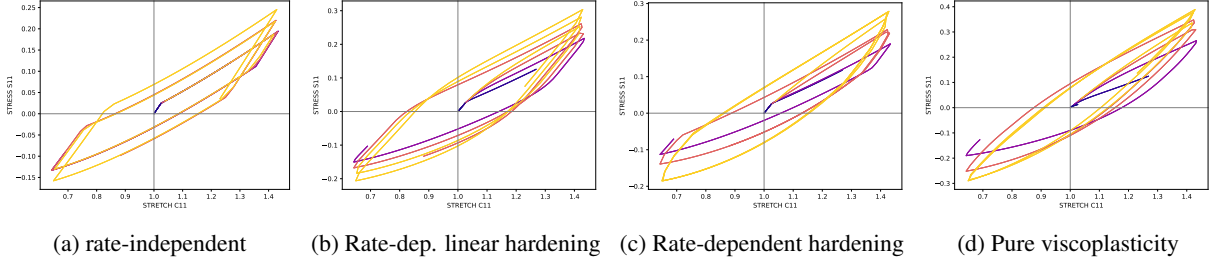 STRESS S11
0.25
0.20
0.15
0.10
0.05
0.00
−0.05
−0.10
−0.15
0.7 0.8 0.9 1.0 1.1 1.2 1.3 1.4
STRETCH C11
(a) rate-independent
STRESS S11
0.3
0.2
0.1
0.0
−0.1
−0.2
0.7 0.8 0.9 1.0 1.1 1.2 1.3 1.4
STRETCH C11
(b) Rate-dep. linear hardening
STRESS S11
0.3
0.2
0.1
0.0
−0.1
−0.2
0.7 0.8 0.9 1.0 1.1 1.2 1.3 1.4
STRETCH C11
(c) Rate-dependent hardening
STRESS S11
0.4
0.3
0.2
0.1
0.0
−0.1
−0.2
−0.3
0.7 0.8 0.9 1.0 1.1 1.2 1.3 1.4
STRETCH C11
(d) Pure viscoplasticity